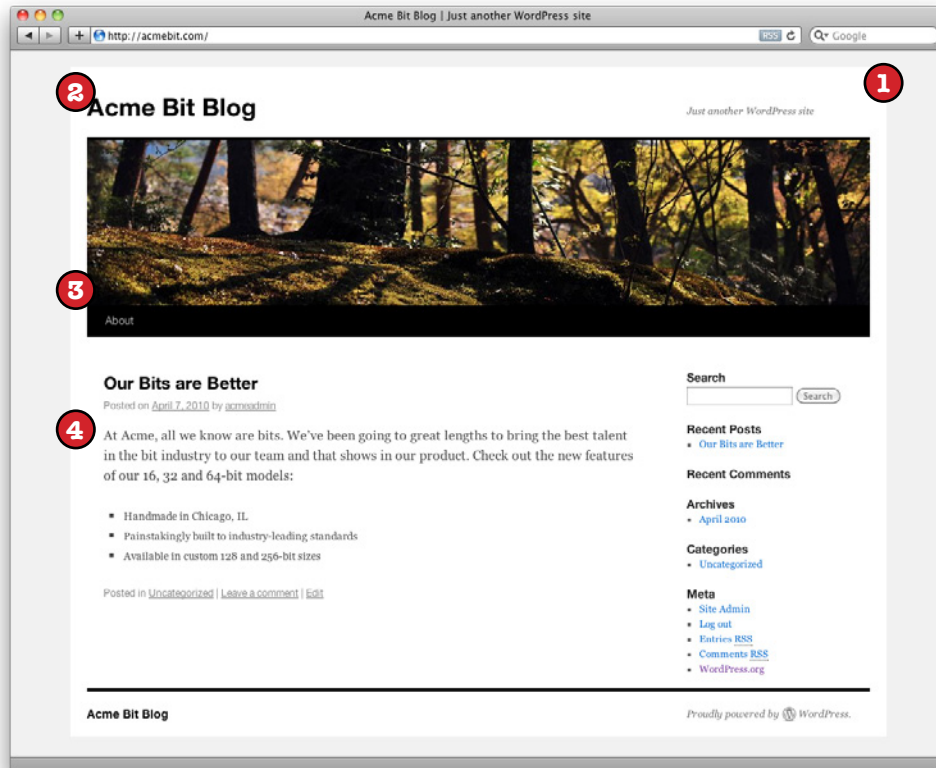 Acme Bit Blog | Just another WordPress site
http://acmebit.com/
RSS
Google
1
2
Acme Bit Blog
Just another WordPress site
3
About
Our Bits are Better
Posted on April 7, 2010 by acmeadmin
4
At Acme, all we know are bits. We've been going to great lengths to bring the best talent
in the bit industry to our team and that shows in our product. Check out the new features
of our 16, 32 and 64-bit models:
Handmade in Chicago, IL
Painstakingly built to industry-leading standards
Available in custom 128 and 256-bit sizes
Posted in Uncategorized | Leave a comment | Edit
Search
Search
Recent Posts
Our Bits are Better
Recent Comments
Archives
April 2010
Categories
Uncategorized
Meta
Site Admin
Log out
Entries RSS
Comments RSS
WordPress.org
Acme Bit Blog
Proudly powered by WordPress.